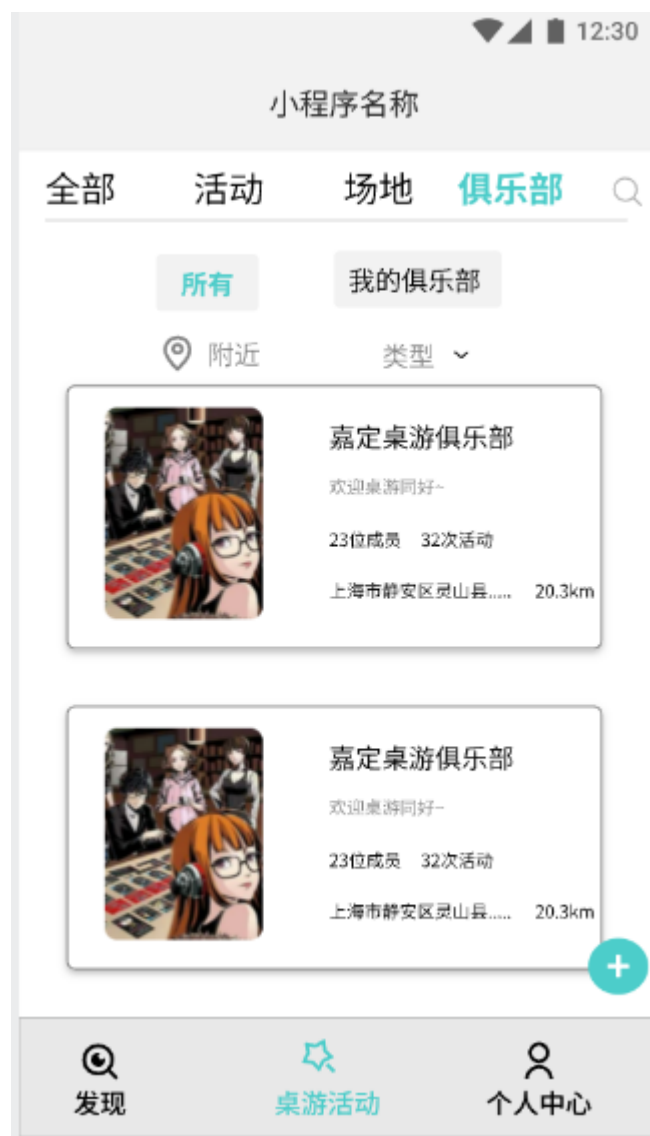 12:30
小程序名称
全部 活动 场地 俱乐部
所有 我的俱乐部
附近 类型
嘉定桌游俱乐部
欢迎桌游同好~
23位成员 32次活动
上海市静安区灵山县..... 20.3km
嘉定桌游俱乐部
欢迎桌游同好~
23位成员 32次活动
上海市静安区灵山县..... 20.3km
+
发现 桌游活动 个人中心